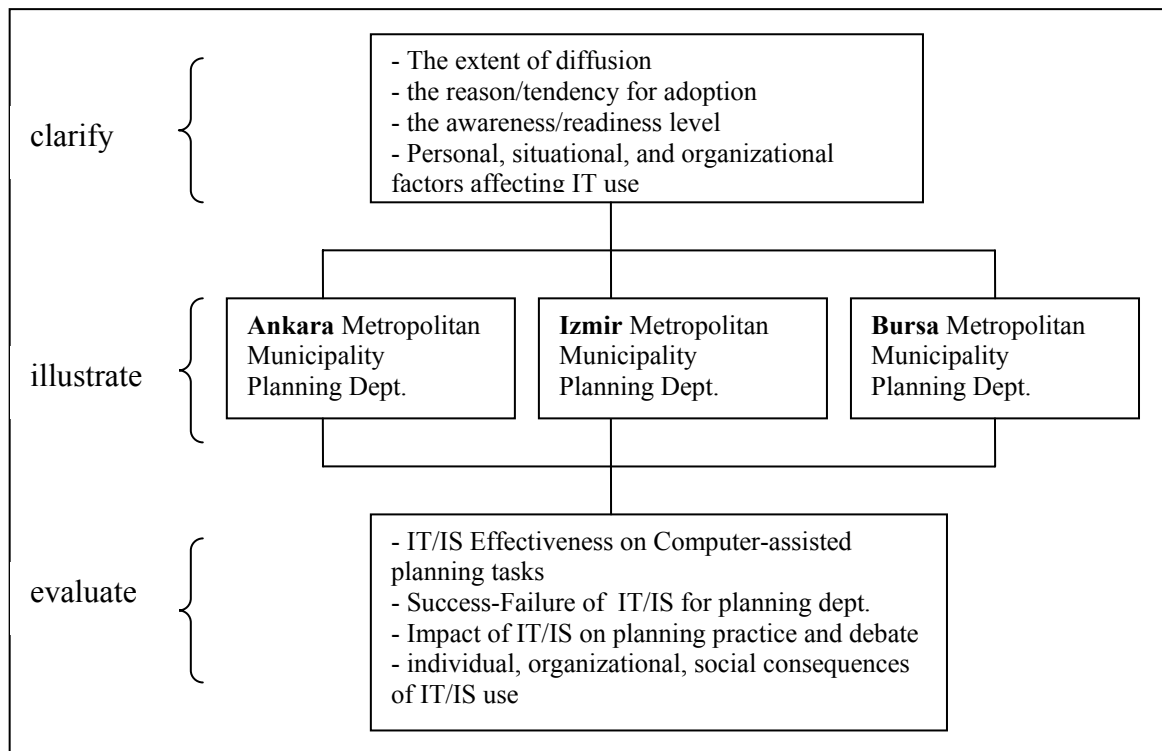 clarify
- The extent of diffusion
- the reason/tendency for adoption
- the awareness/readiness level
- Personal, situational, and organizational
factors affecting IT use
illustrate
Ankara Metropolitan
Municipality
Planning Dept.
Izmir Metropolitan
Municipality
Planning Dept.
Bursa Metropolitan
Municipality
Planning Dept.
evaluate
- IT/IS Effectiveness on Computer-assisted
planning tasks
- Success-Failure of IT/IS for planning dept.
- Impact of IT/IS on planning practice and debate
- individual, organizational, social consequences
of IT/IS use